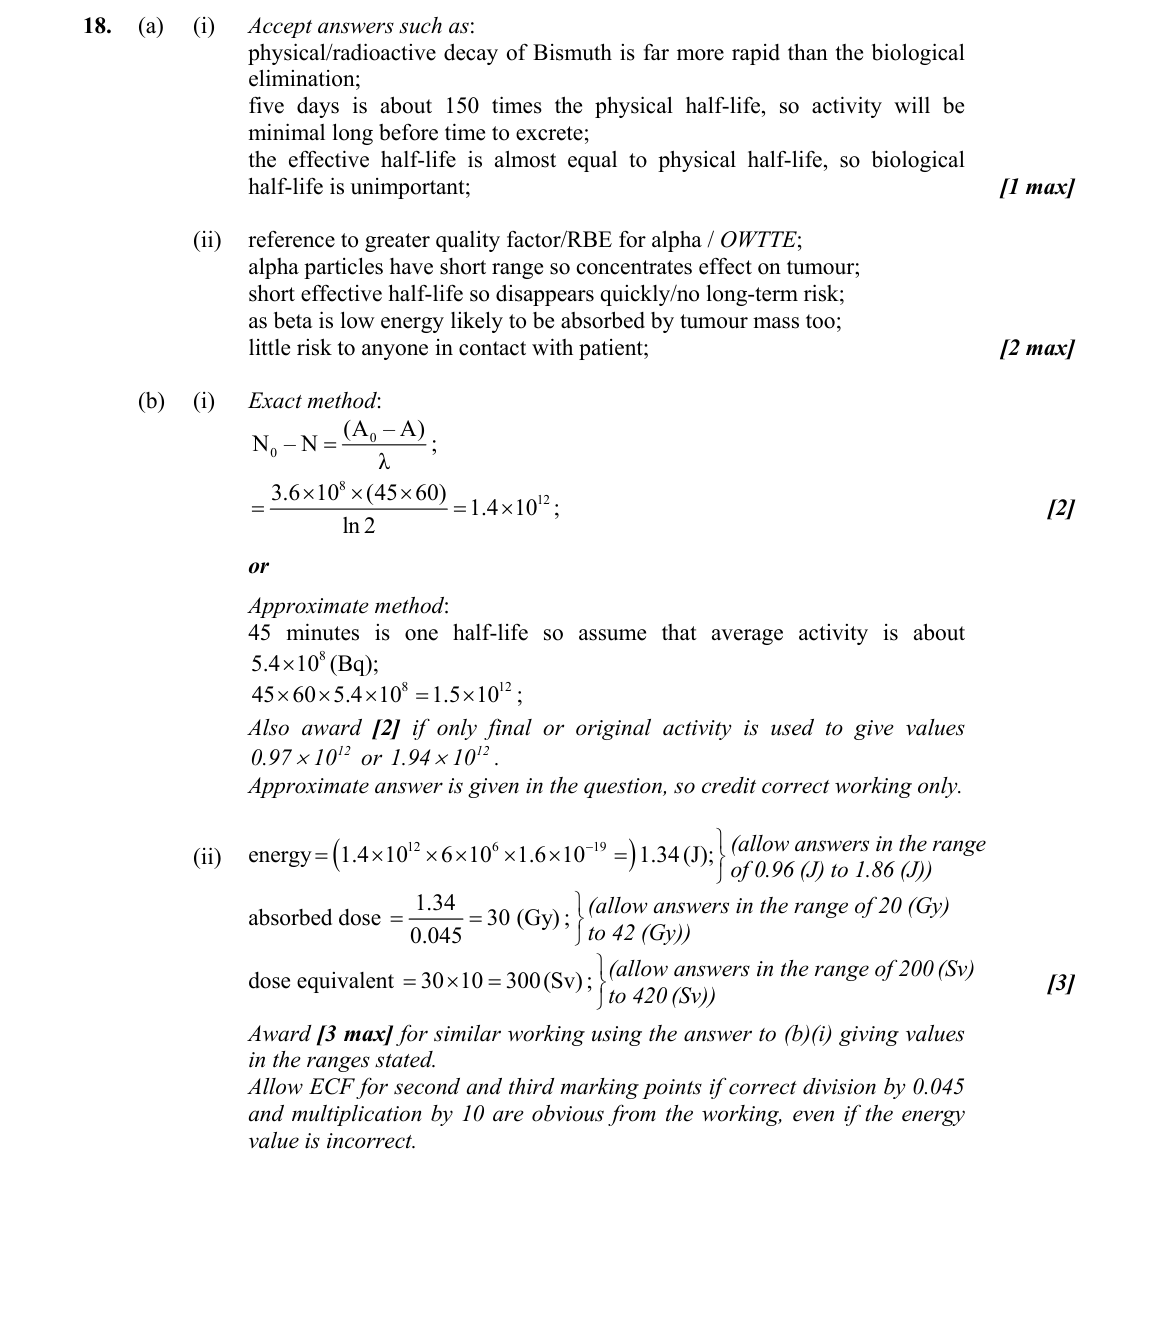 18. (a) (i) Accept answers such as:
physical/radioactive decay of Bismuth is far more rapid than the biological
elimination;
five days is about 150 times the physical half-life, so activity will be
minimal long before time to excrete;
the effective half-life is almost equal to physical half-life, so biological
half-life is unimportant; [1 max]
(ii) reference to greater quality factor/RBE for alpha / OWTTE;
alpha particles have short range so concentrates effect on tumour;
short effective half-life so disappears quickly/no long-term risk;
as beta is low energy likely to be absorbed by tumour mass too;
little risk to anyone in contact with patient; [2 max]
(b) (i) Exact method:
N₀ – N = (A₀ – A) / λ ;
= 3.6×10⁸ ×(45×60) / ln 2 = 1.4×10¹² ; [2]
or
Approximate method:
45 minutes is one half-life so assume that average activity is about
5.4×10⁸ (Bq);
45×60×5.4×10⁸ = 1.5×10¹² ;
Also award [2] if only final or original activity is used to give values
0.97 × 10¹² or 1.94 × 10¹² .
Approximate answer is given in the question, so credit correct working only.
(ii) energy = (1.4×10¹² ×6×10⁶ ×1.6×10⁻¹⁹ =) 1.34 (J); } (allow answers in the range
of 0.96 (J) to 1.86 (J))
absorbed dose = 1.34 / 0.045 = 30 (Gy) ; } (allow answers in the range of 20 (Gy)
to 42 (Gy))
dose equivalent = 30×10 = 300 (Sv) ; } (allow answers in the range of 200 (Sv)
to 420 (Sv)) [3]
Award [3 max] for similar working using the answer to (b)(i) giving values
in the ranges stated.
Allow ECF for second and third marking points if correct division by 0.045
and multiplication by 10 are obvious from the working, even if the energy
value is incorrect.